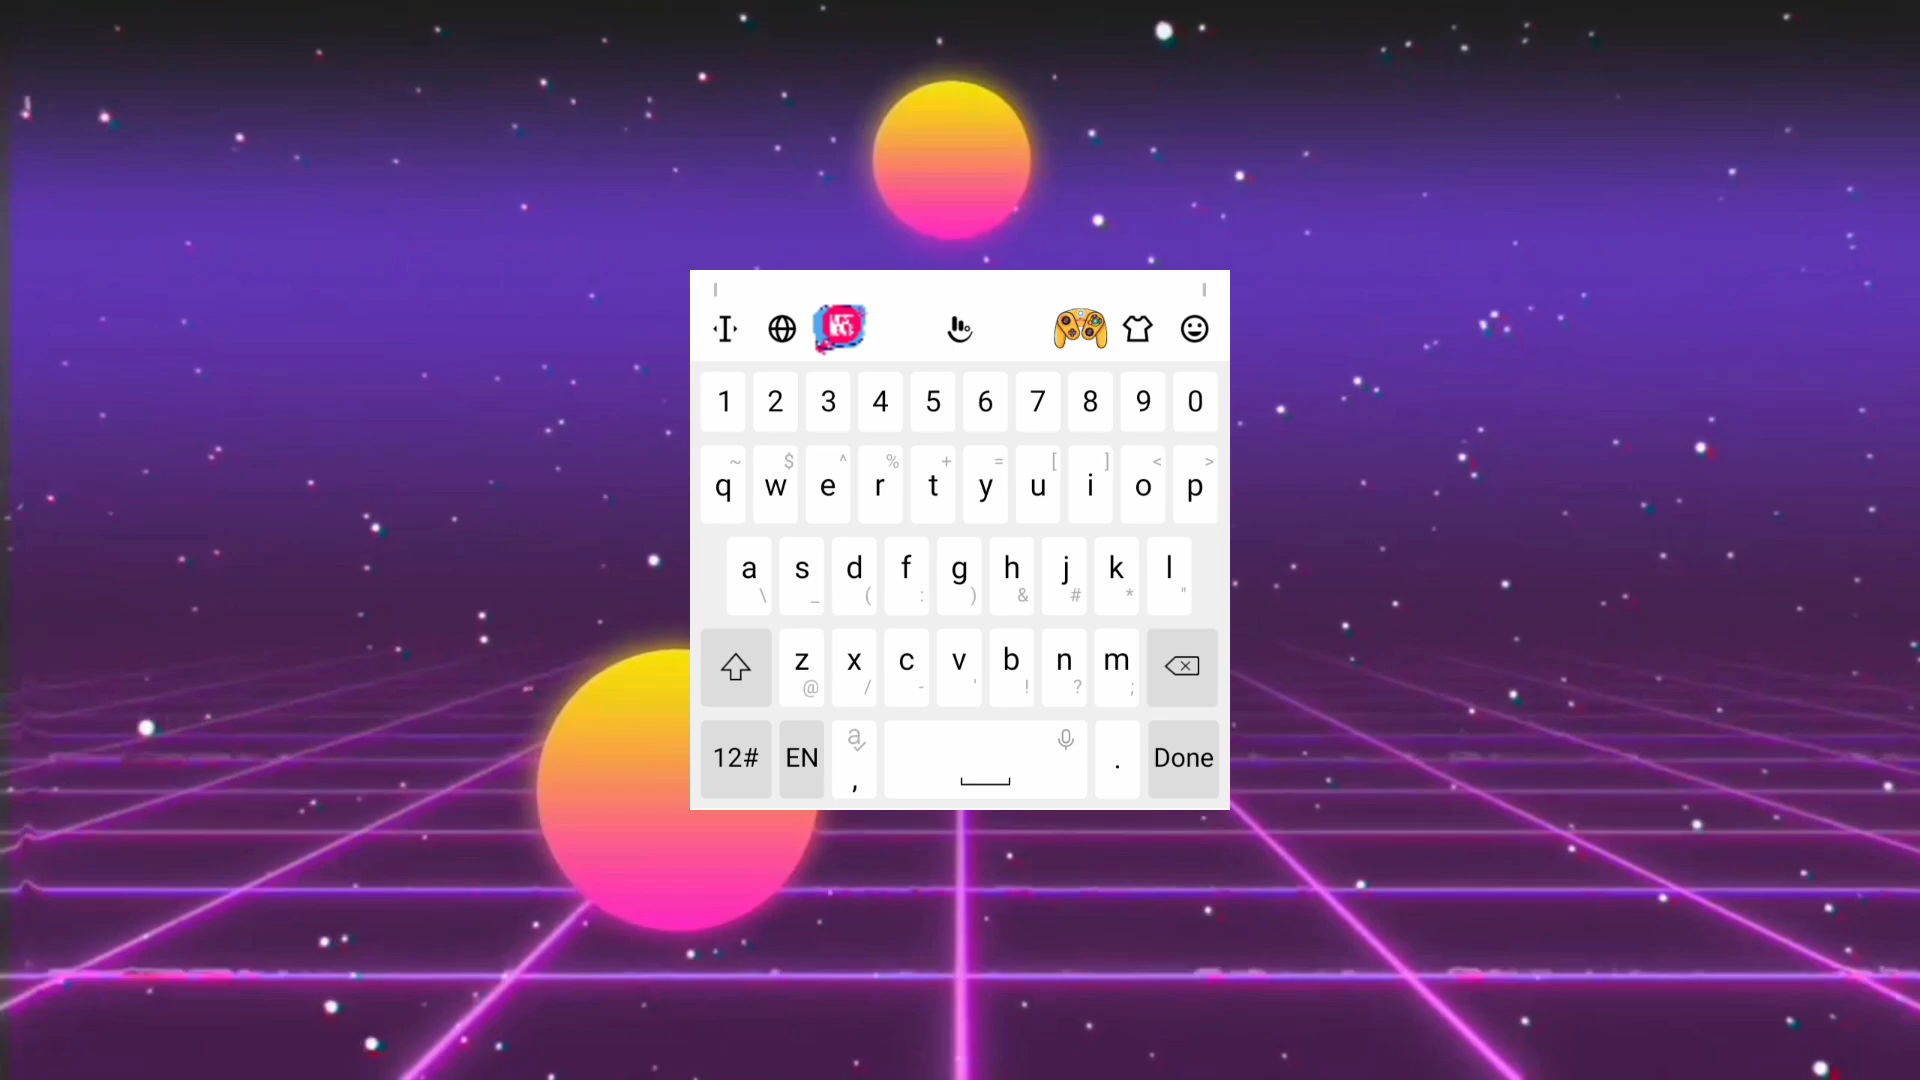 1 2 3 4 5 6 7 8 9 0
~ $ ^ % + = [ ] < >
q w e r t y u i o p
a s d f g h j k l
\ _ ( : ) & # * "
z x c v b n m
@ / - ' ! ? ;
a
12# EN , . Done